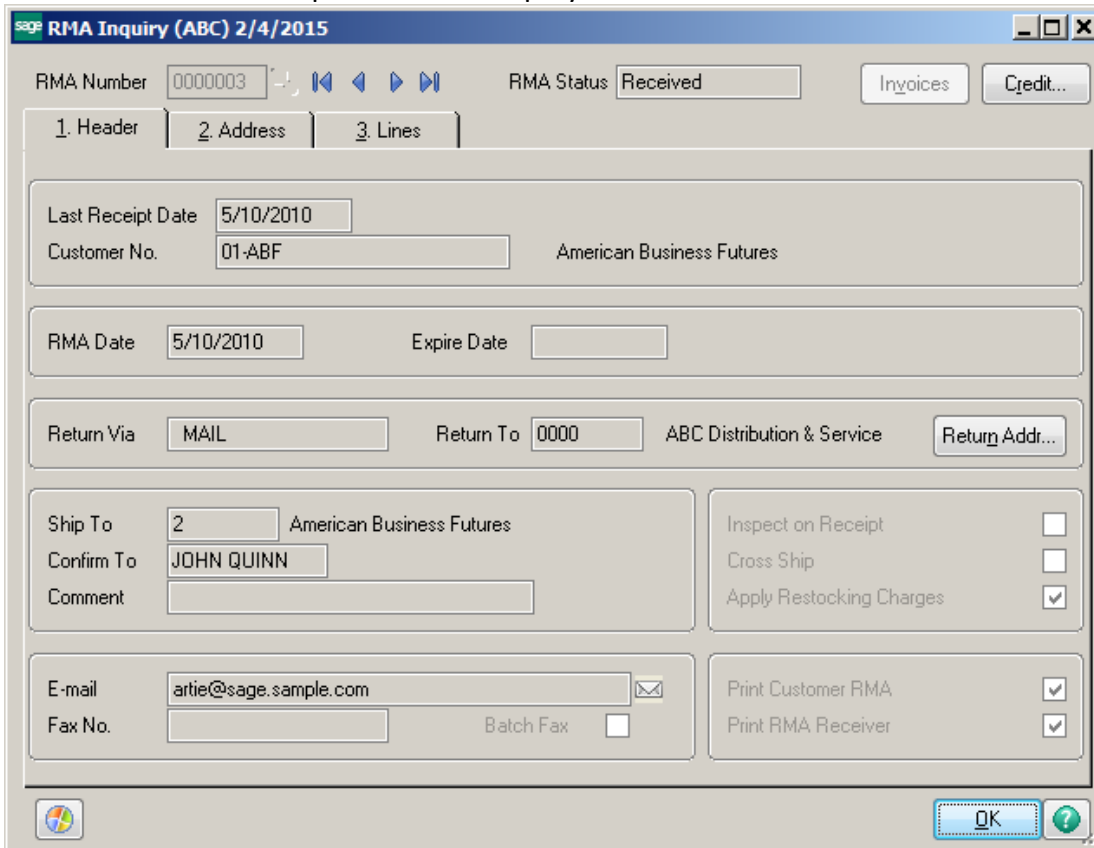 sage RMA Inquiry (ABC) 2/4/2015
RMA Number 0000003 RMA Status Received Invoices Credit...
1. Header 2. Address 3. Lines
Last Receipt Date 5/10/2010
Customer No. 01-ABF American Business Futures
RMA Date 5/10/2010 Expire Date
Return Via MAIL Return To 0000 ABC Distribution & Service Return Addr...
Ship To 2 American Business Futures Inspect on Receipt
Confirm To JOHN QUINN Cross Ship
Comment Apply Restocking Charges
E-mail artie@sage.sample.com Print Customer RMA
Fax No. Batch Fax Print RMA Receiver
OK ?